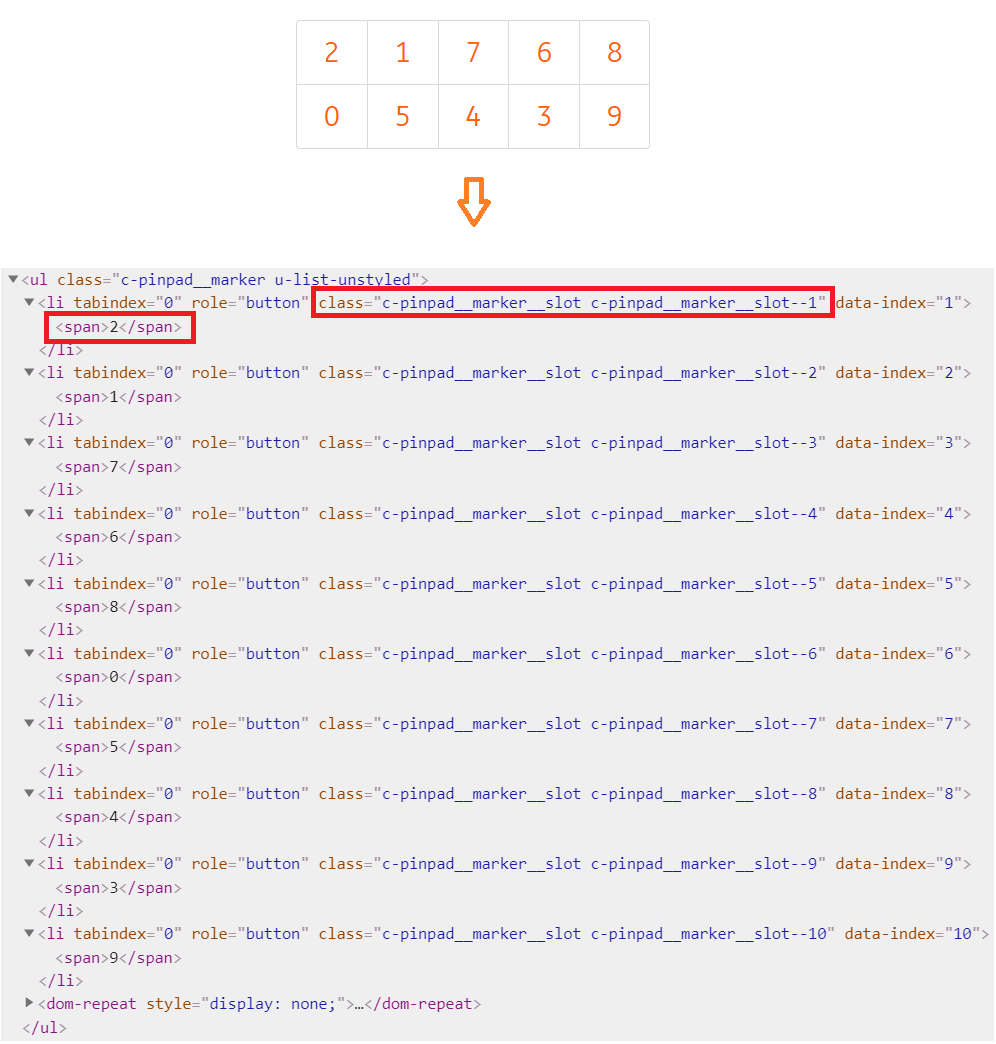 2 1 7 6 8
0 5 4 3 9
<ul class="c-pinpad__marker u-list-unstyled">
<li tabindex="0" role="button" class="c-pinpad__marker__slot c-pinpad__marker__slot--1" data-index="1">
<span>2</span>
</li>
<li tabindex="0" role="button" class="c-pinpad__marker__slot c-pinpad__marker__slot--2" data-index="2">
<span>1</span>
</li>
<li tabindex="0" role="button" class="c-pinpad__marker__slot c-pinpad__marker__slot--3" data-index="3">
<span>7</span>
</li>
<li tabindex="0" role="button" class="c-pinpad__marker__slot c-pinpad__marker__slot--4" data-index="4">
<span>6</span>
</li>
<li tabindex="0" role="button" class="c-pinpad__marker__slot c-pinpad__marker__slot--5" data-index="5">
<span>8</span>
</li>
<li tabindex="0" role="button" class="c-pinpad__marker__slot c-pinpad__marker__slot--6" data-index="6">
<span>0</span>
</li>
<li tabindex="0" role="button" class="c-pinpad__marker__slot c-pinpad__marker__slot--7" data-index="7">
<span>5</span>
</li>
<li tabindex="0" role="button" class="c-pinpad__marker__slot c-pinpad__marker__slot--8" data-index="8">
<span>4</span>
</li>
<li tabindex="0" role="button" class="c-pinpad__marker__slot c-pinpad__marker__slot--9" data-index="9">
<span>3</span>
</li>
<li tabindex="0" role="button" class="c-pinpad__marker__slot c-pinpad__marker__slot--10" data-index="10">
<span>9</span>
</li>
<dom-repeat style="display: none;">…</dom-repeat>
</ul>